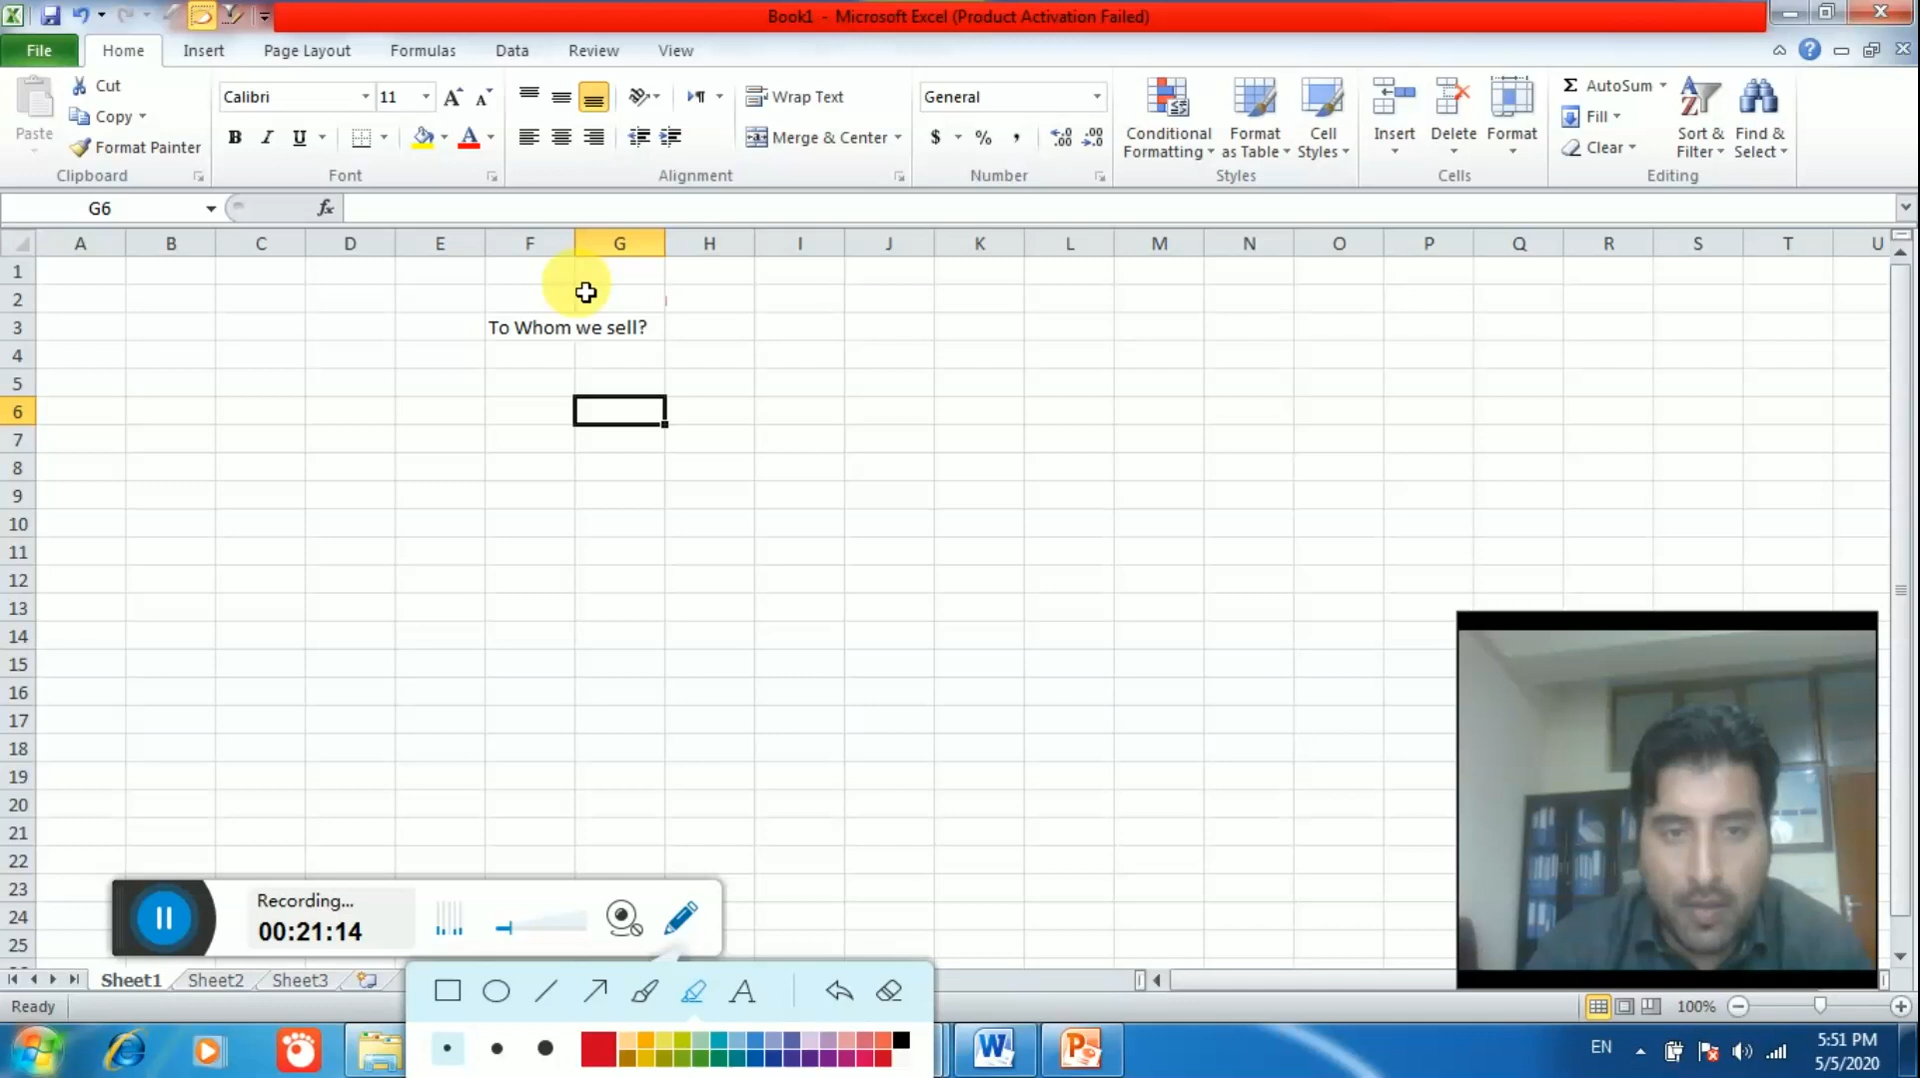 Book1 - Microsoft Excel (Product Activation Failed)
File Home Insert Page Layout Formulas Data Review View
Cut
Copy
Format Painter
Paste
Clipboard
Calibri 11
B I U
Font
Wrap Text
Merge & Center
Alignment
General
$ % ,
Number
Conditional Formatting
Format as Table
Cell Styles
Styles
Insert Delete Format
Cells
Σ AutoSum
Fill
Clear
Sort & Filter
Find & Select
Editing
G6 fx
A B C D E F G H I J K L M N O P Q R S T U
1
2
3 To Whom we sell?
4
5
6
7
8
9
10
11
12
13
14
15
16
17
18
19
20
21
22
23
24
25
Recording...
00:21:14
Sheet1 Sheet2 Sheet3
Ready
100%
EN
5:51 PM
5/5/2020